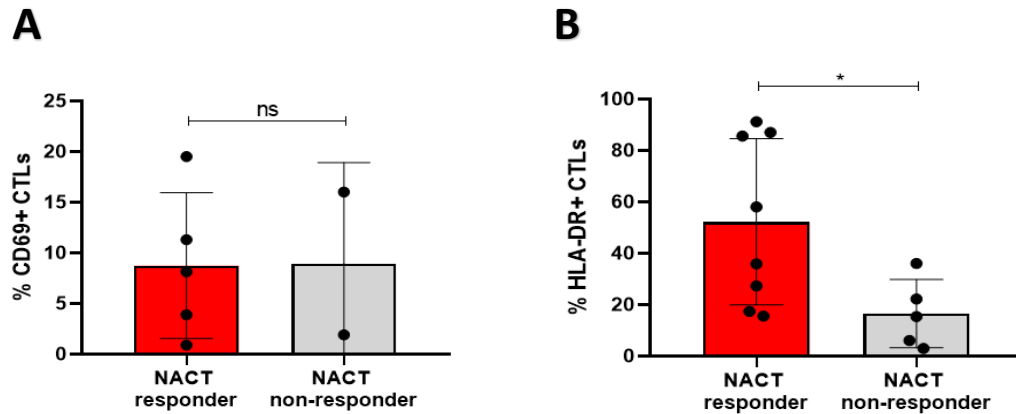 A
% CD69+ CTLs
25
20
15
10
5
0
ns
NACT
responder
NACT
non-responder
B
% HLA-DR+ CTLs
100
80
60
40
20
0
*
NACT
responder
NACT
non-responder